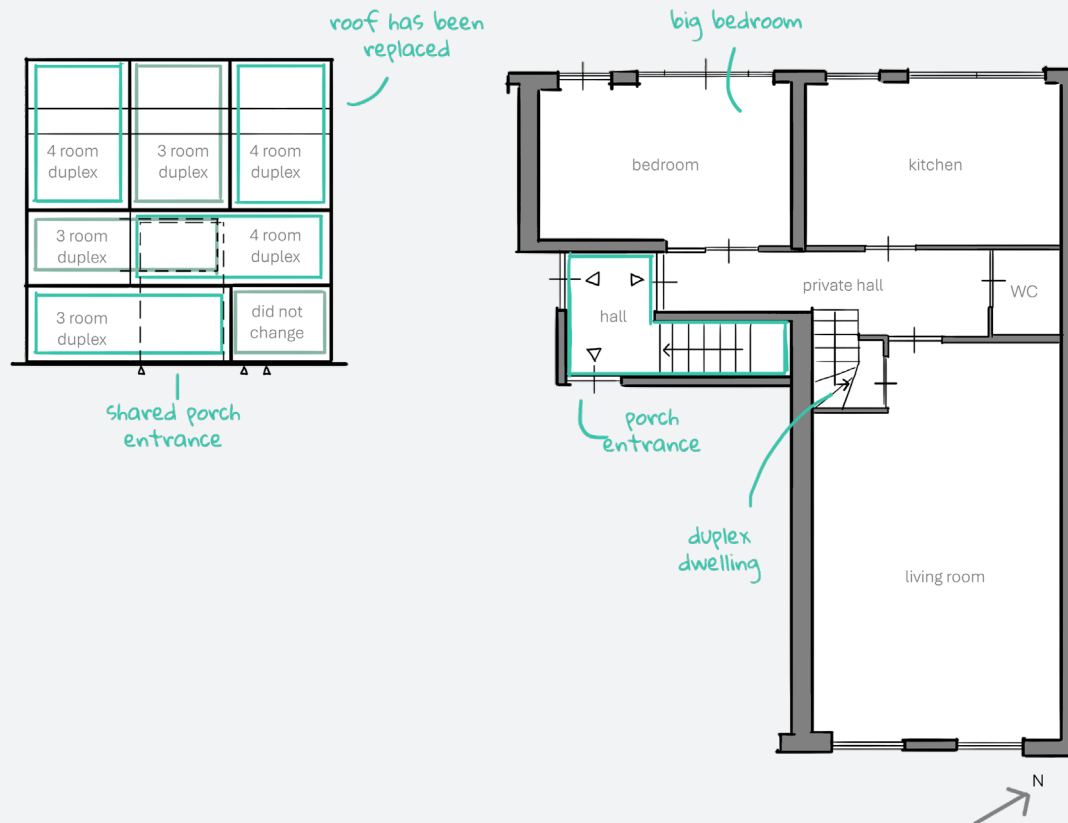 roof has been
replaced
4 room
duplex
3 room
duplex
4 room
duplex
3 room
duplex
4 room
duplex
3 room
duplex
did not
change
shared porch
entrance
big bedroom
bedroom
kitchen
private hall
WC
hall
porch
entrance
duplex
dwelling
living room
N